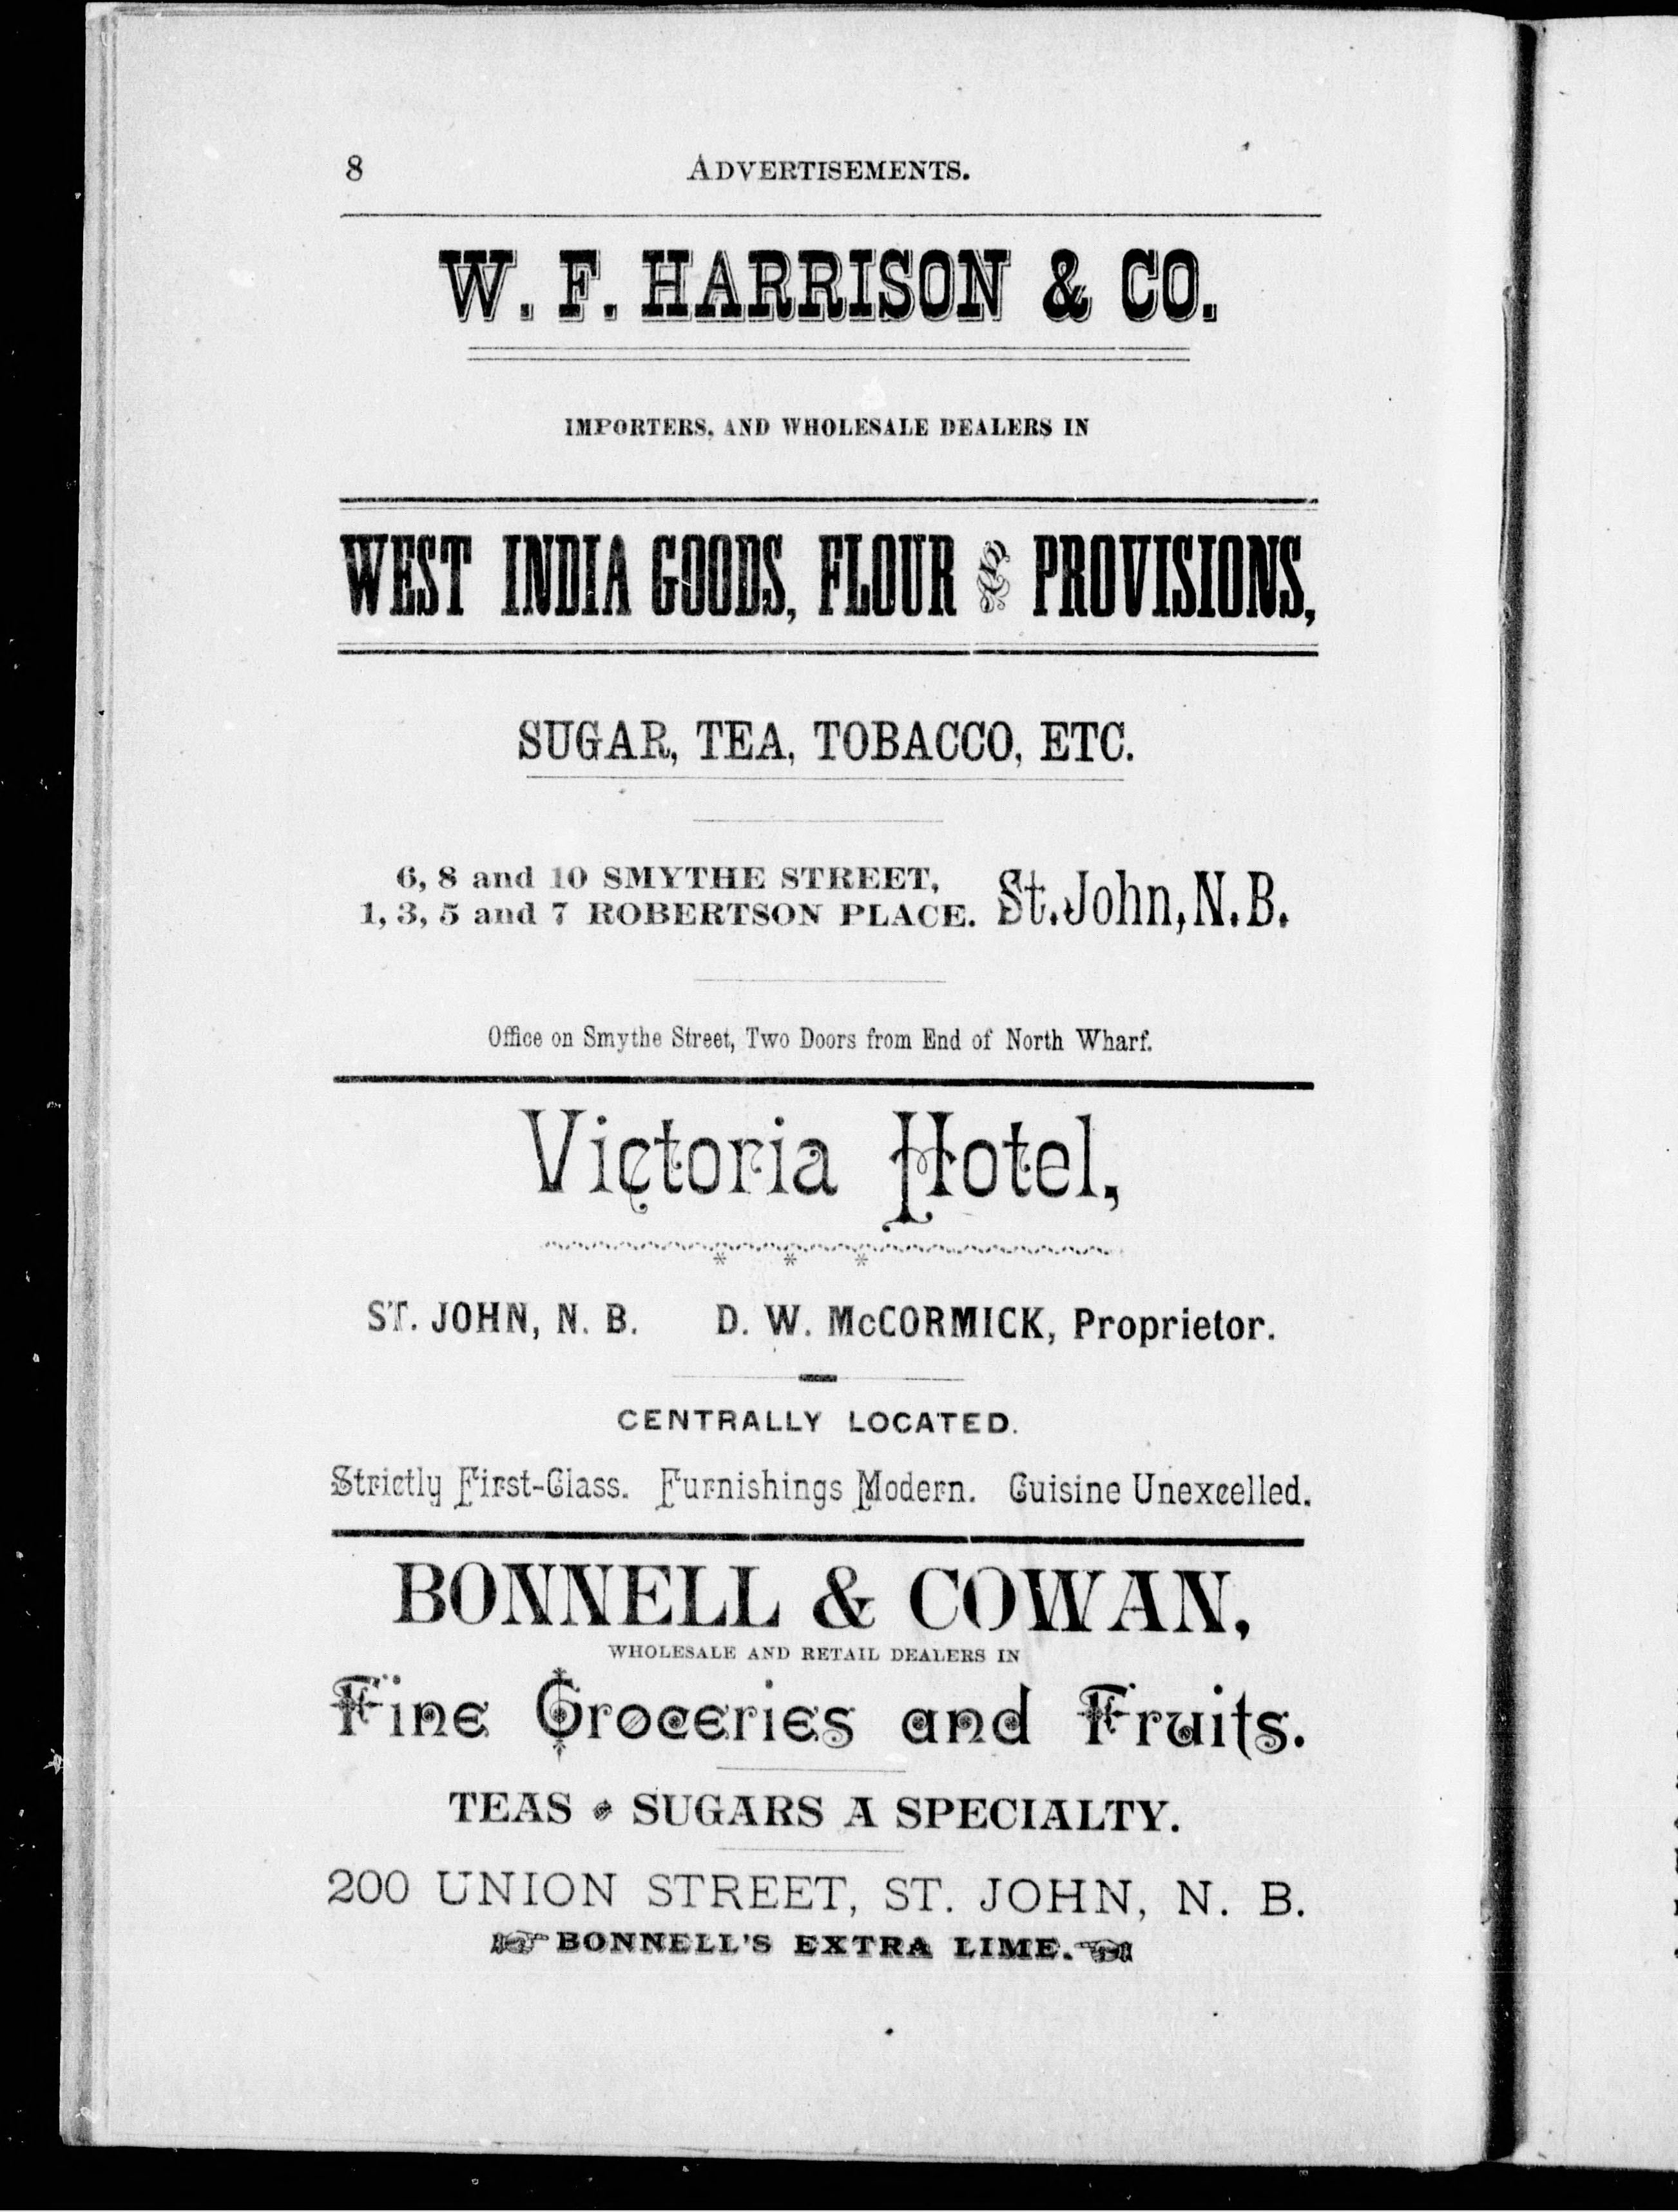 8 ADVERTISEMENTS.
W. F. HARRISON & CO.
IMPORTERS, AND WHOLESALE DEALERS IN
WEST INDIA GOODS, FLOUR & PROVISIONS,
SUGAR, TEA, TOBACCO, ETC.
6, 8 and 10 SMYTHE STREET,
1, 3, 5 and 7 ROBERTSON PLACE. St. John, N. B.
Office on Smythe Street, Two Doors from End of North Wharf.
Victoria Hotel,
* * *
ST. JOHN, N. B. D. W. McCORMICK, Proprietor.
CENTRALLY LOCATED.
Strictly First-Class. Furnishings Modern. Cuisine Unexcelled.
BONNELL & COWAN,
WHOLESALE AND RETAIL DEALERS IN
Fine Groceries and Fruits.
TEAS & SUGARS A SPECIALTY.
200 UNION STREET, ST. JOHN, N. B.
☞ BONNELL'S EXTRA LIME. ☜